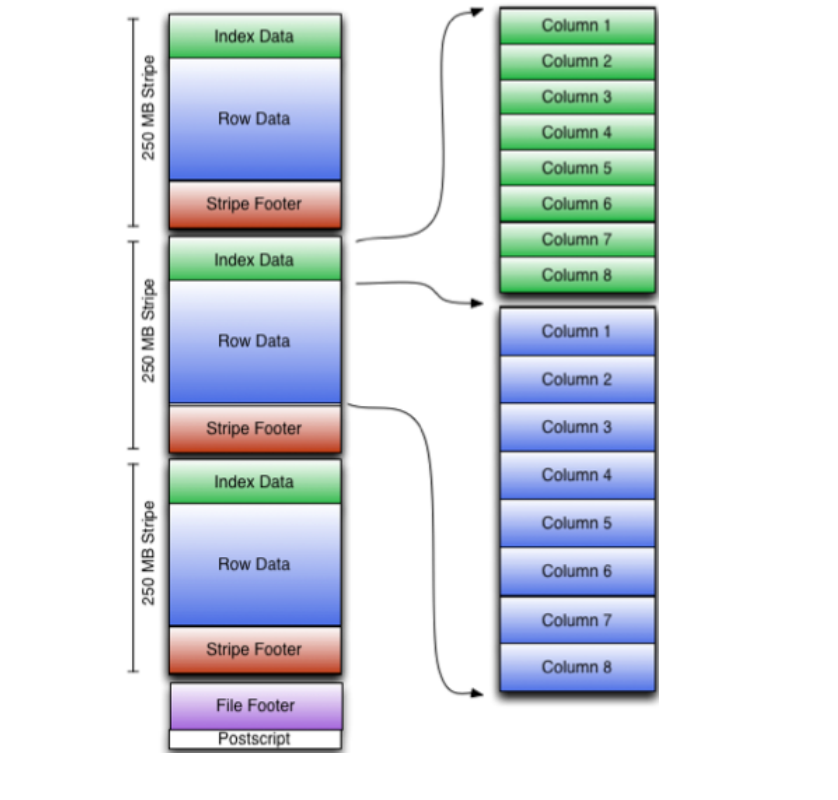 250 MB Stripe
Index Data
Row Data
Stripe Footer
250 MB Stripe
Index Data
Row Data
Stripe Footer
250 MB Stripe
Index Data
Row Data
Stripe Footer
File Footer
Postscript
Column 1
Column 2
Column 3
Column 4
Column 5
Column 6
Column 7
Column 8
Column 1
Column 2
Column 3
Column 4
Column 5
Column 6
Column 7
Column 8